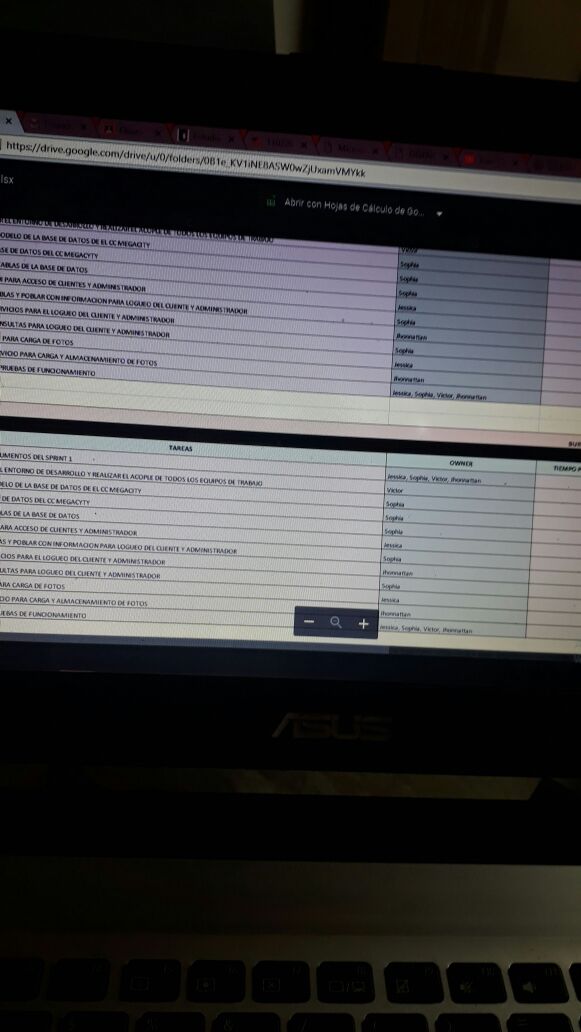 https://drive.google.com/drive/u/0/folders/0B1e_KV1iNE8ASW0wZjUxamVMYkk
lsx
Abrir con Hojas de Cálculo de Go...
EL ENTORNO DE DESARROLLO Y REALIZAR EL ACOPLE DE TODOS LOS EQUIPOS DE TRABAJO Victor
ODELO DE LA BASE DE DATOS DE EL CC MEGACITY Sophia
SE DE DATOS DEL CC MEGACYTY Sophia
TABLAS DE LA BASE DE DATOS Sophia
PARA ACCESO DE CLIENTES Y ADMINISTRADOR Jessica
BLAS Y POBLAR CON INFORMACION PARA LOGUEO DEL CLIENTE Y ADMINISTRADOR Sophia
RVICIOS PARA EL LOGUEO DEL CLIENTE Y ADMINISTRADOR Jhonnattan
NSULTAS PARA LOGUEO DEL CLIENTE Y ADMINISTRADOR Sophia
PARA CARGA DE FOTOS Jessica
VICIO PARA CARGA Y ALMACENAMIENTO DE FOTOS Jhonnattan
PRUEBAS DE FUNCIONAMIENTO Jessica, Sophia, Victor, Jhonnattan
TAREAS OWNER TIEMPO
UMENTOS DEL SPRINT 1 Jessica, Sophia, Victor, Jhonnattan
L ENTORNO DE DESARROLLO Y REALIZAR EL ACOPLE DE TODOS LOS EQUIPOS DE TRABAJO Victor
DELO DE LA BASE DE DATOS DE EL CC MEGACITY Sophia
DE DATOS DEL CC MEGACYTY Sophia
LAS DE LA BASE DE DATOS Sophia
ARA ACCESO DE CLIENTES Y ADMINISTRADOR Jessica
AS Y POBLAR CON INFORMACION PARA LOGUEO DEL CLIENTE Y ADMINISTRADOR Sophia
CIOS PARA EL LOGUEO DEL CLIENTE Y ADMINISTRADOR Jhonnattan
ULTAS PARA LOGUEO DEL CLIENTE Y ADMINISTRADOR Sophia
ARA CARGA DE FOTOS Jessica
CIO PARA CARGA Y ALMACENAMIENTO DE FOTOS Jhonnattan
UEBAS DE FUNCIONAMIENTO Jessica, Sophia, Victor, Jhonnattan
ASUS